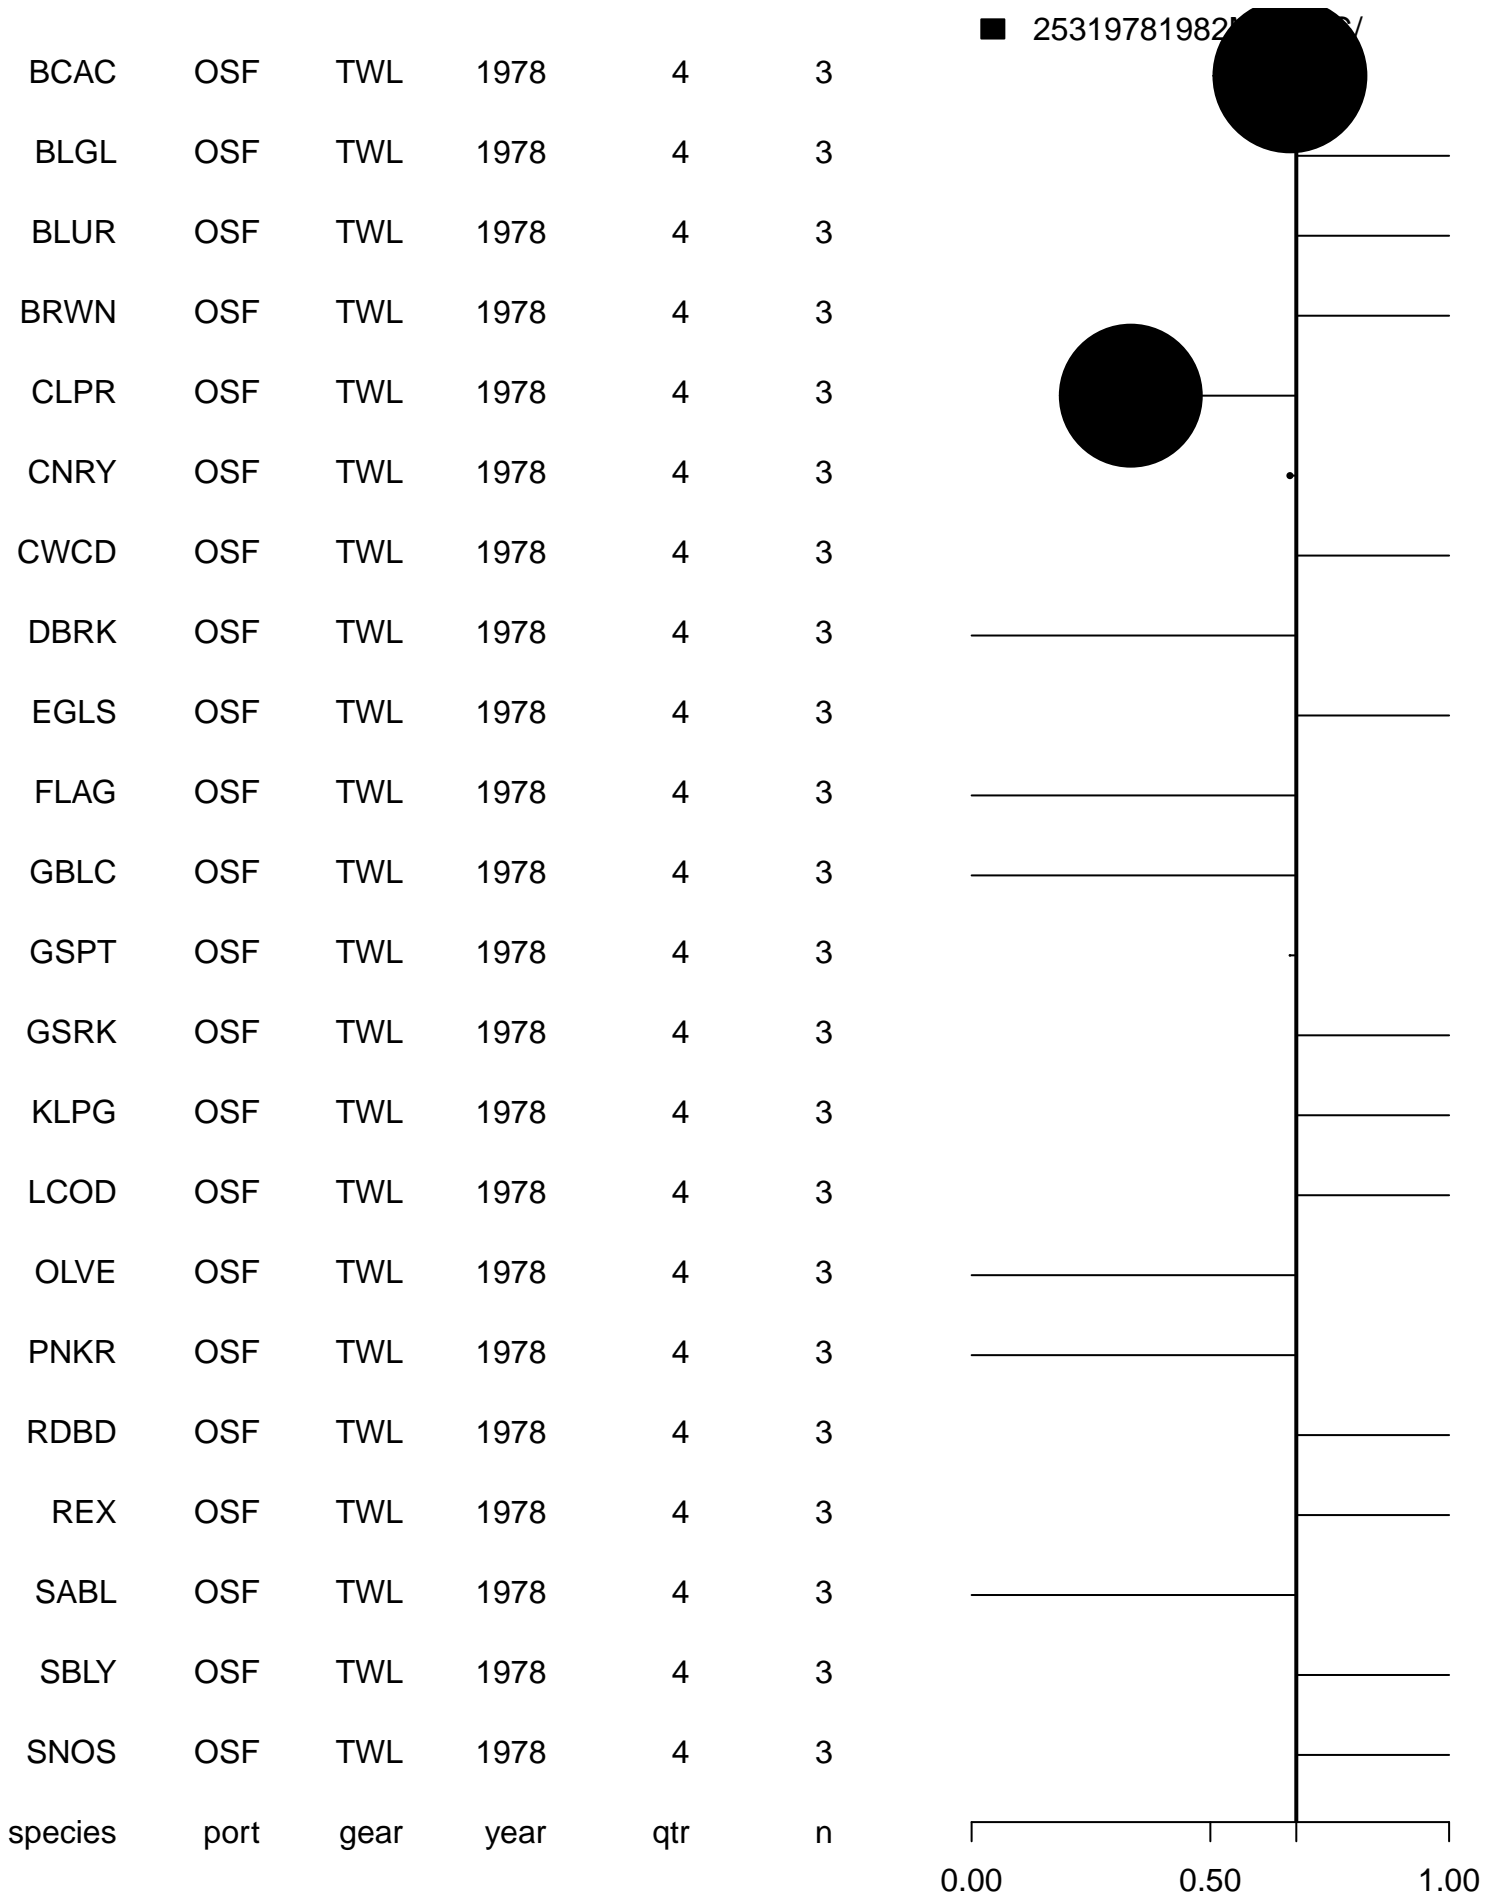 25319781982
BCAC OSF TWL 1978 4 3
BLGL OSF TWL 1978 4 3
BLUR OSF TWL 1978 4 3
BRWN OSF TWL 1978 4 3
CLPR OSF TWL 1978 4 3
CNRY OSF TWL 1978 4 3
CWCD OSF TWL 1978 4 3
DBRK OSF TWL 1978 4 3
EGLS OSF TWL 1978 4 3
FLAG OSF TWL 1978 4 3
GBLC OSF TWL 1978 4 3
GSPT OSF TWL 1978 4 3
GSRK OSF TWL 1978 4 3
KLPG OSF TWL 1978 4 3
LCOD OSF TWL 1978 4 3
OLVE OSF TWL 1978 4 3
PNKR OSF TWL 1978 4 3
RDBD OSF TWL 1978 4 3
REX OSF TWL 1978 4 3
SABL OSF TWL 1978 4 3
SBLY OSF TWL 1978 4 3
SNOS OSF TWL 1978 4 3
species port gear year qtr n
0.00 0.50 1.00